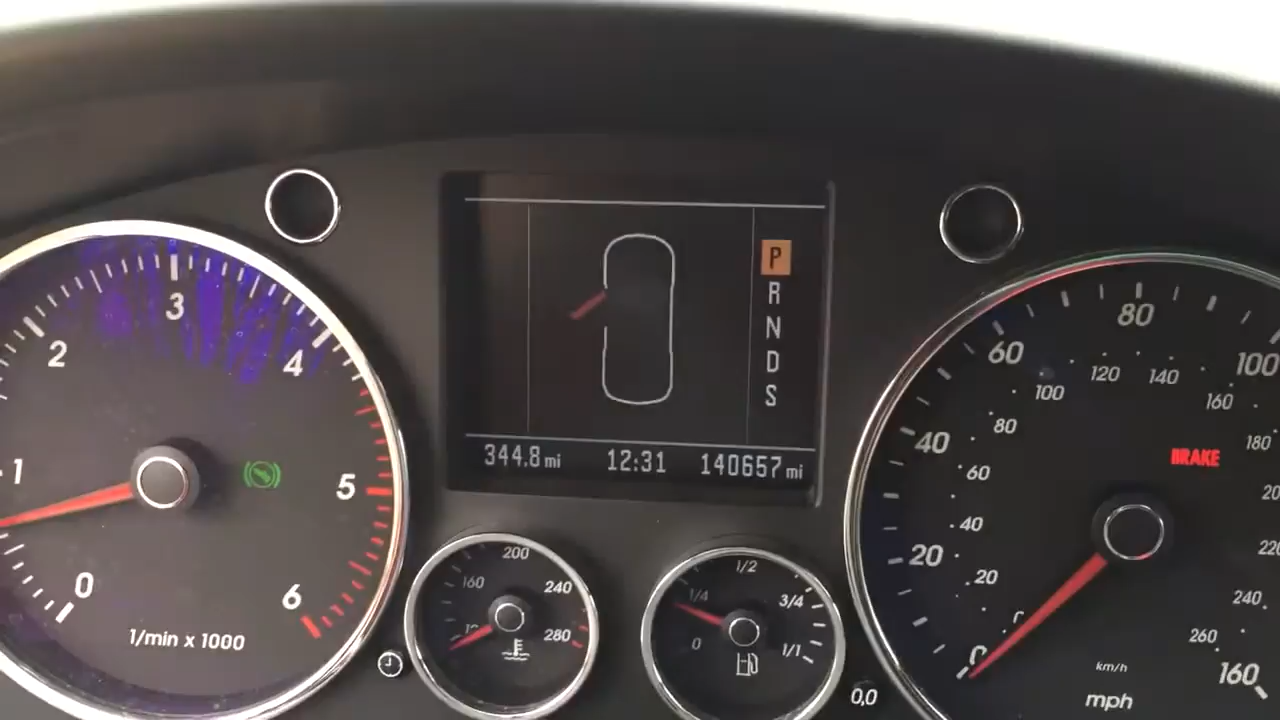 P
R
N
D
S
344.8 mi 12:31 140657 mi
0 1 2 3 4 5 6
1/min x 1000
160 200 240 280
0 1/4 1/2 3/4 1/1
0,0
0 20 40 60 80 100 160
20 40 60 80 100 120 140 160 180 240 260
BRAKE
km/h
mph